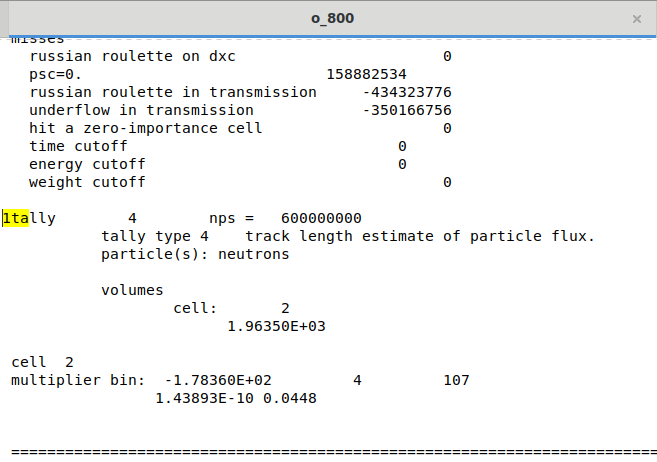 o_800 ×
misses
russian roulette on dxc 0
psc=0. 158882534
russian roulette in transmission -434323776
underflow in transmission -350166756
hit a zero-importance cell 0
time cutoff 0
energy cutoff 0
weight cutoff 0
1tally 4 nps = 600000000
tally type 4 track length estimate of particle flux.
particle(s): neutrons
volumes
cell: 2
1.96350E+03
cell 2
multiplier bin: -1.78360E+02 4 107
1.43893E-10 0.0448
========================================================================